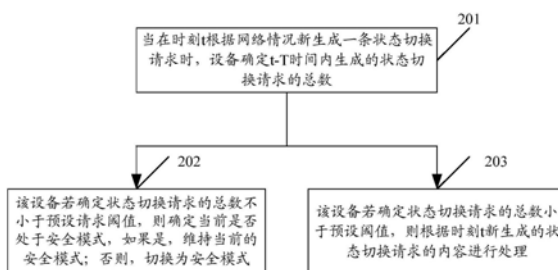 201
当在时刻t根据网络情况新生成一条状态切换
请求时，设备确定t-T时间内生成的状态切
换请求的总数
202
203
该设备若确定状态切换请求的总数不
小于预设请求阈值，则确定当前是否
处于安全模式，如果是，维持当前的
安全模式；否则，切换为安全模式
该设备若确定状态切换请求的总数小
于预设阈值，则根据时刻t新生成的状
态切换请求的内容进行处理